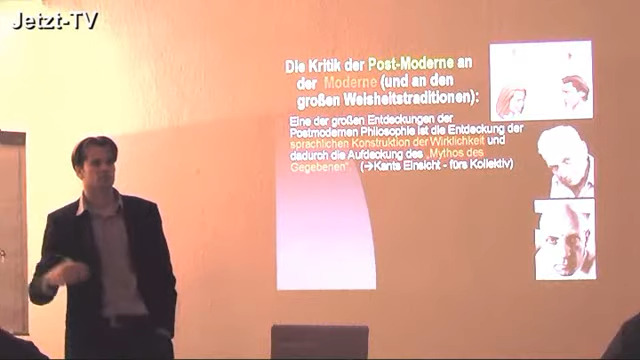 Jetzt-TV
Die Kritik der Post-Moderne an
der Moderne (und an den
großen Weisheitstraditionen):
Eine der großen Entdeckungen der
Postmodernen Philosophie ist die Entdeckung der
sprachlichen Konstruktion der Wirklichkeit und
dadurch die Aufdeckung des „Mythos des
Gegebenen“ (→Kants Einsicht - fürs Kollektiv)